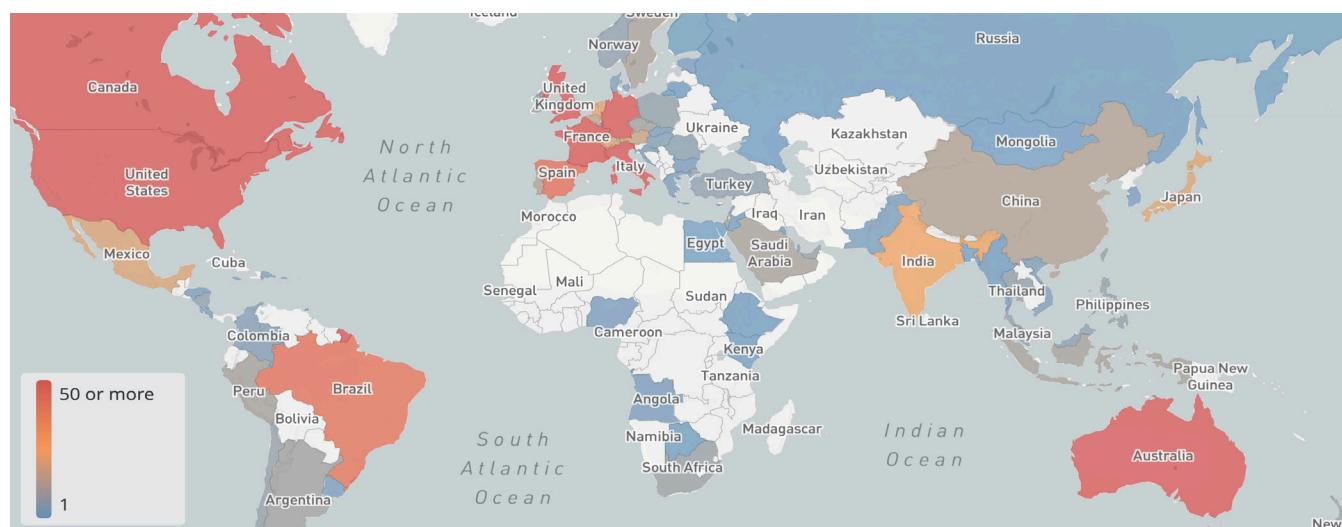 Iceland
Sweden
Norway
Russia
Canada
United
Kingdom
Ukraine
Kazakhstan
Mongolia
North
Atlantic
Ocean
France
United
States
Spain
Italy
Turkey
Uzbekistan
China
Japan
Morocco
Iraq
Iran
Mexico
Cuba
Egypt
Saudi
Arabia
India
Mali
Senegal
Sudan
Thailand
Philippines
Sri Lanka
Colombia
Cameroon
Malaysia
Kenya
Tanzania
Papua New
Guinea
Peru
Brazil
Angola
Bolivia
Namibia
Madagascar
South
Atlantic
Ocean
Indian
Ocean
South Africa
Australia
Argentina
New
50 or more
1